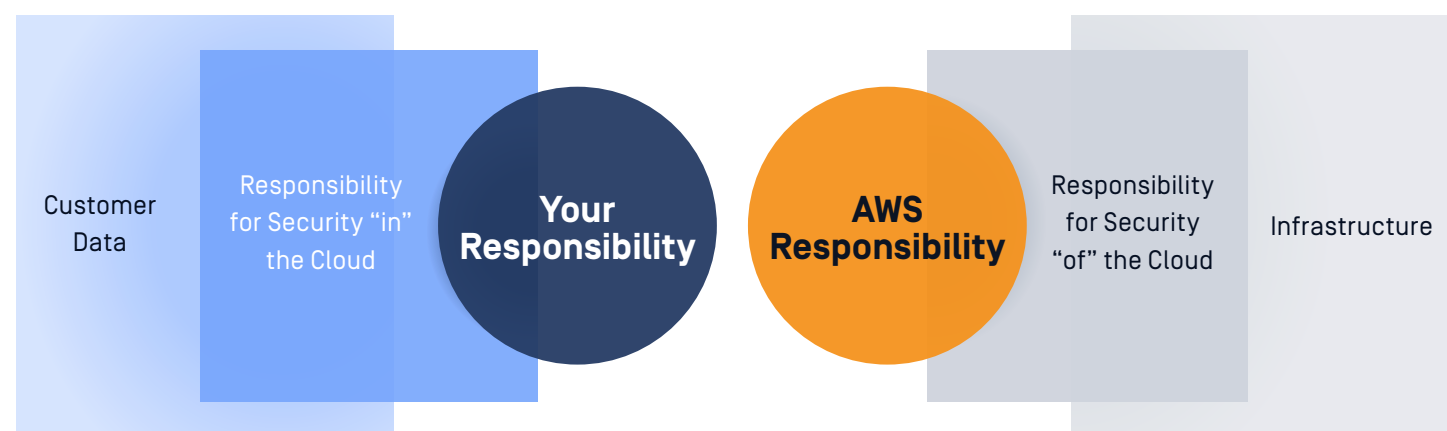 Customer
Data
Responsibility
for Security “in”
the Cloud
Your
Responsibility
AWS
Responsibility
Responsibility
for Security
“of” the Cloud
Infrastructure